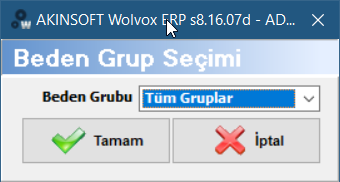 AKINSOFT Wolvox ERP s8.16.07d - AD...
Beden Grup Seçimi
Beden Grubu Tüm Gruplar
Tamam İptal